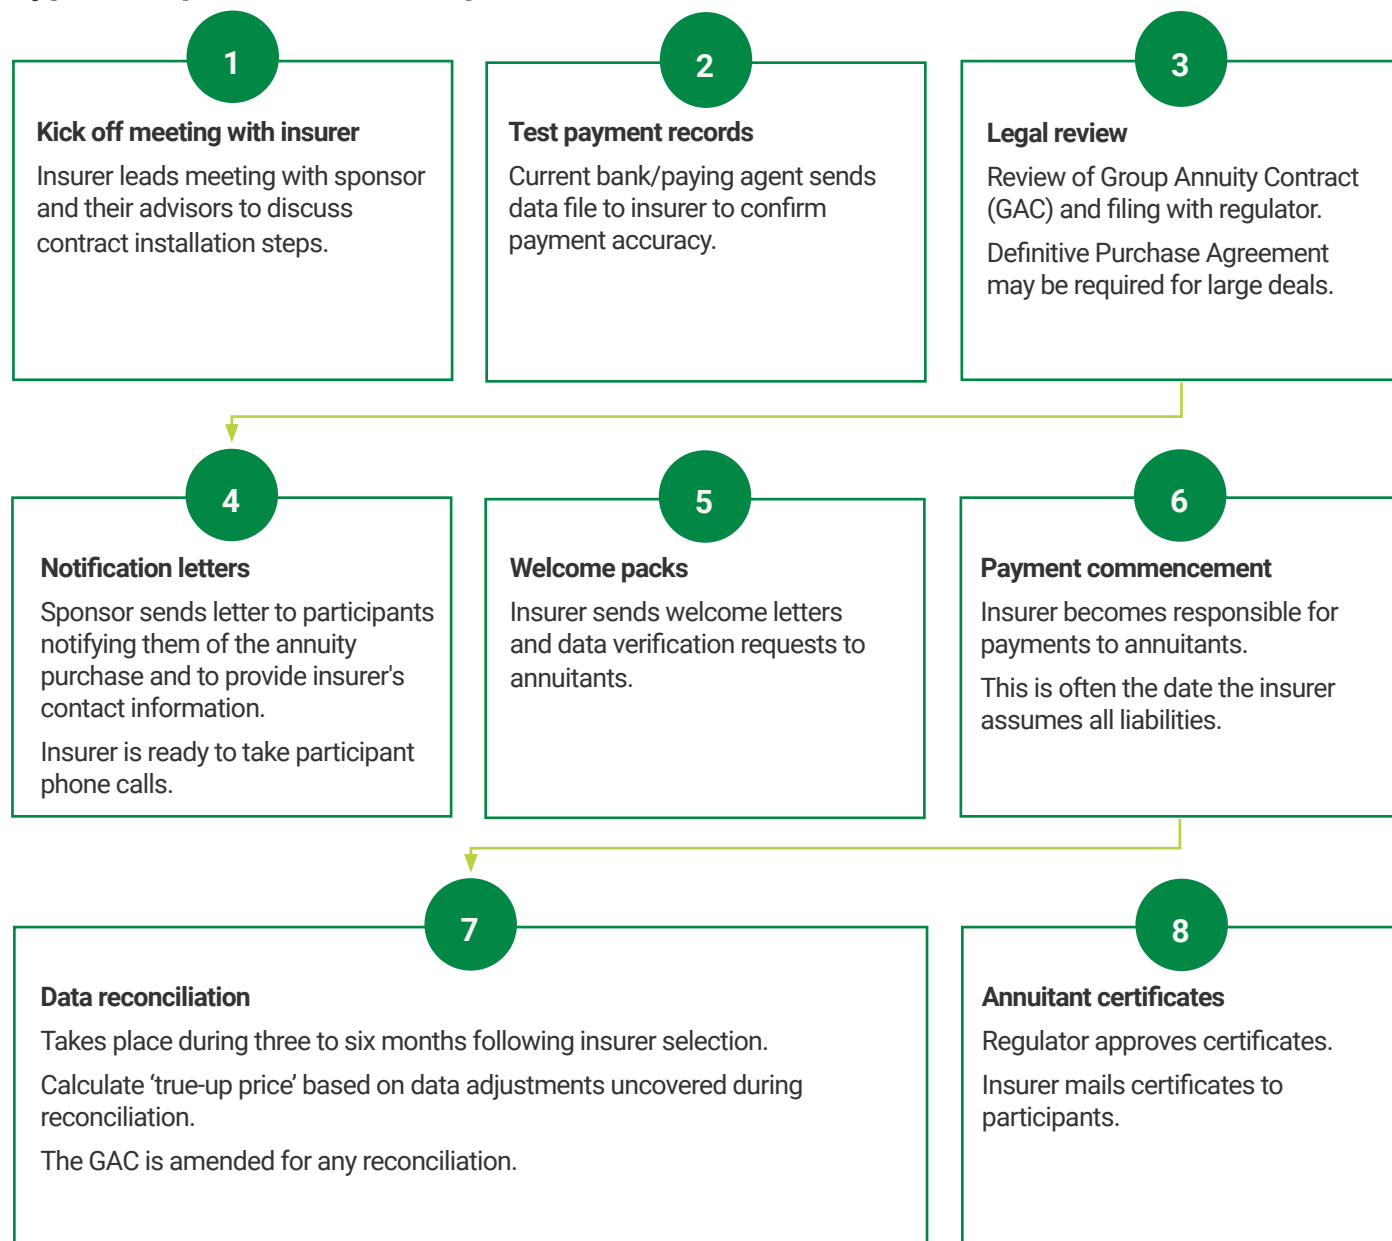 1
Kick off meeting with insurer
Insurer leads meeting with sponsor
and their advisors to discuss
contract installation steps.
2
Test payment records
Current bank/paying agent sends
data file to insurer to confirm
payment accuracy.
3
Legal review
Review of Group Annuity Contract
(GAC) and filing with regulator.
Definitive Purchase Agreement
may be required for large deals.
4
Notification letters
Sponsor sends letter to participants
notifying them of the annuity
purchase and to provide insurer's
contact information.
Insurer is ready to take participant
phone calls.
5
Welcome packs
Insurer sends welcome letters
and data verification requests to
annuitants.
6
Payment commencement
Insurer becomes responsible for
payments to annuitants.
This is often the date the insurer
assumes all liabilities.
7
Data reconciliation
Takes place during three to six months following insurer selection.
Calculate ‘true-up price’ based on data adjustments uncovered during
reconciliation.
The GAC is amended for any reconciliation.
8
Annuitant certificates
Regulator approves certificates.
Insurer mails certificates to
participants.